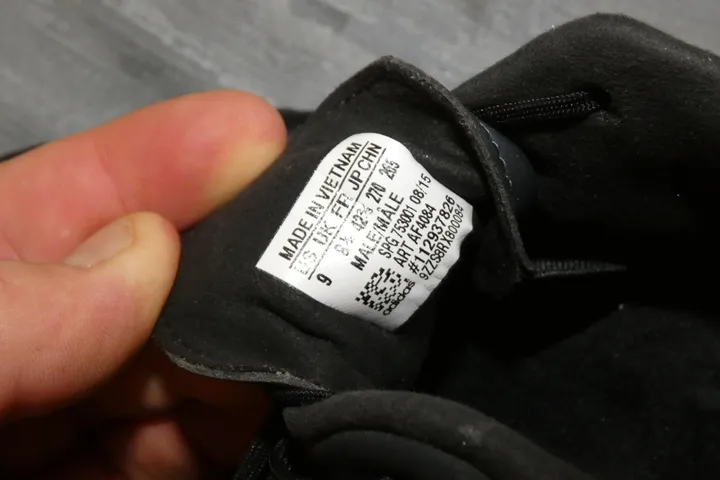 MADE IN VIETNAM
US UK FR JP CHN
9 8½ 42⅔ 270 265
MALE/MALE
SPG 753001 08/15
ART AF4084
#112937826
adidas